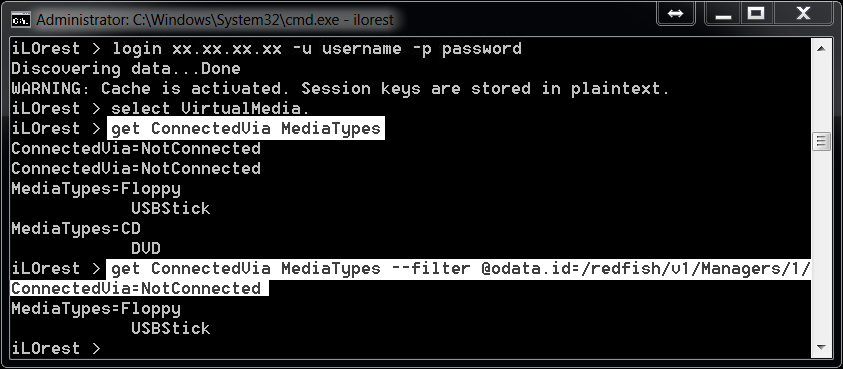 Administrator: C:\Windows\System32\cmd.exe - ilorest
iLOrest > login xx.xx.xx.xx -u username -p password
Discovering data...Done
WARNING: Cache is activated. Session keys are stored in plaintext.
iLOrest > select VirtualMedia.
iLOrest > get ConnectedVia MediaTypes
ConnectedVia=NotConnected
ConnectedVia=NotConnected
MediaTypes=Floppy
USBStick
MediaTypes=CD
DVD
iLOrest > get ConnectedVia MediaTypes --filter @odata.id=/redfish/v1/Managers/1/
ConnectedVia=NotConnected
MediaTypes=Floppy
USBStick
iLOrest >